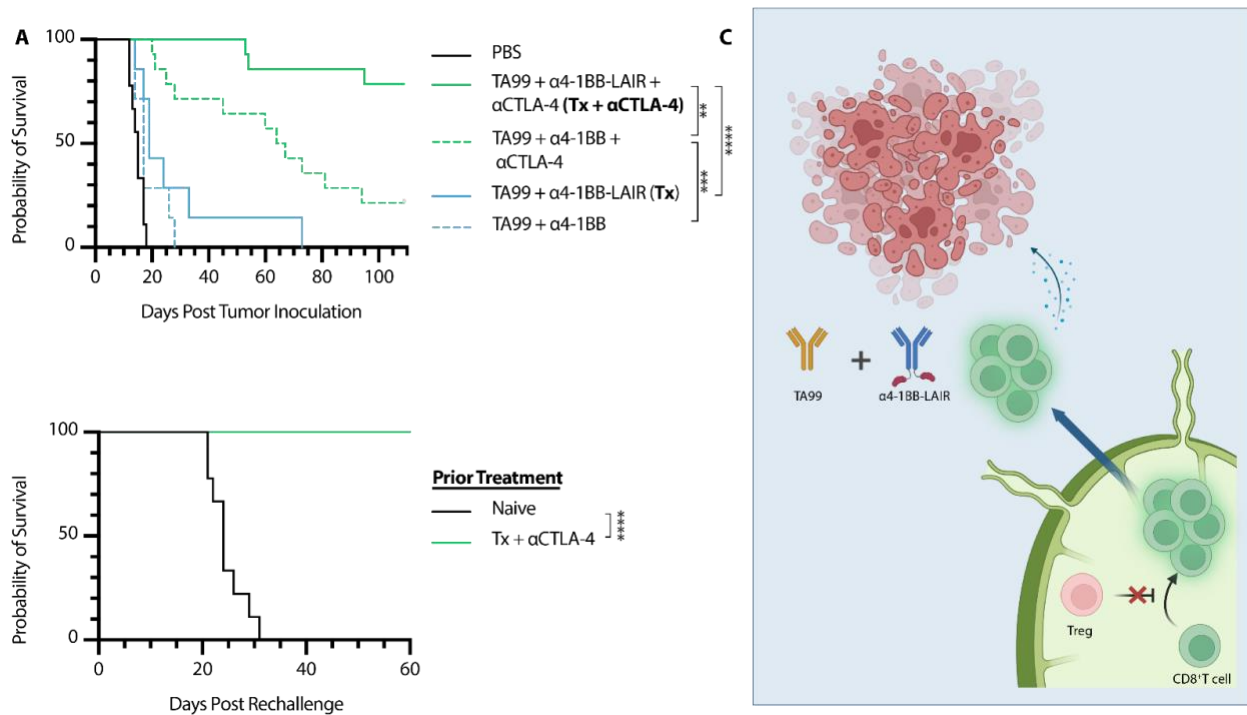 A
100
50
0
Probability of Survival
0 20 40 60 80 100
Days Post Tumor Inoculation
PBS
TA99 + α4-1BB-LAIR +
αCTLA-4 (Tx + αCTLA-4)
TA99 + α4-1BB +
αCTLA-4
TA99 + α4-1BB-LAIR (Tx)
TA99 + α4-1BB
**
***
****
100
50
0
Probability of Survival
0 20 40 60
Days Post Rechallenge
Prior Treatment
Naive
Tx + αCTLA-4
****
C
+
TA99
α4-1BB-LAIR
Treg
CD8⁺T cell